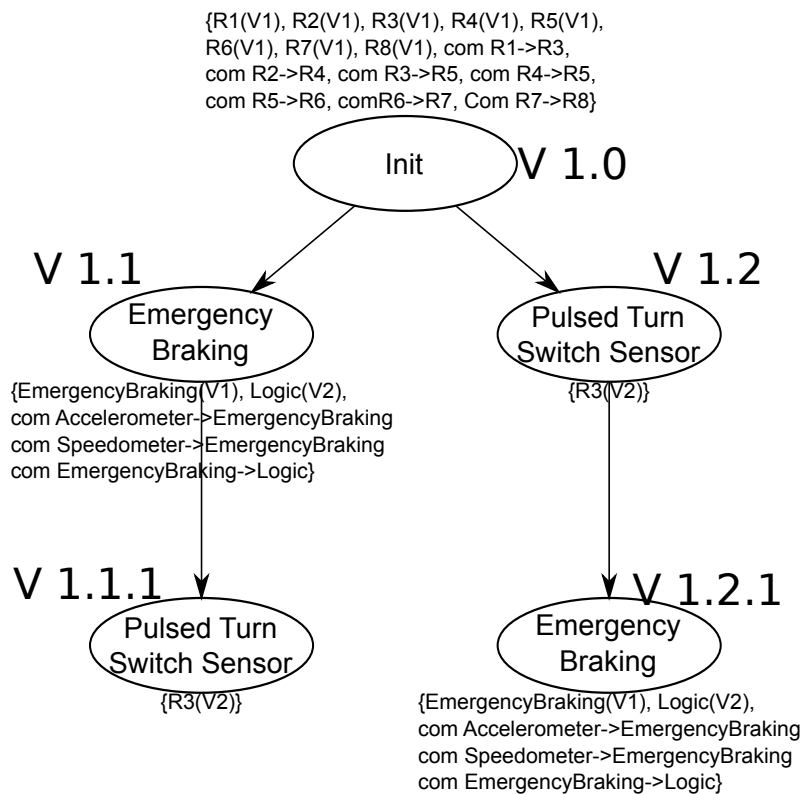 {R1(V1), R2(V1), R3(V1), R4(V1), R5(V1),
R6(V1), R7(V1), R8(V1), com R1->R3,
com R2->R4, com R3->R5, com R4->R5,
com R5->R6, comR6->R7, Com R7->R8}
Init
V 1.0
V 1.1
Emergency
Braking
{EmergencyBraking(V1), Logic(V2),
com Accelerometer->EmergencyBraking
com Speedometer->EmergencyBraking
com EmergencyBraking->Logic}
V 1.2
Pulsed Turn
Switch Sensor
{R3(V2)}
V 1.1.1
Pulsed Turn
Switch Sensor
{R3(V2)}
V 1.2.1
Emergency
Braking
{EmergencyBraking(V1), Logic(V2),
com Accelerometer->EmergencyBraking
com Speedometer->EmergencyBraking
com EmergencyBraking->Logic}